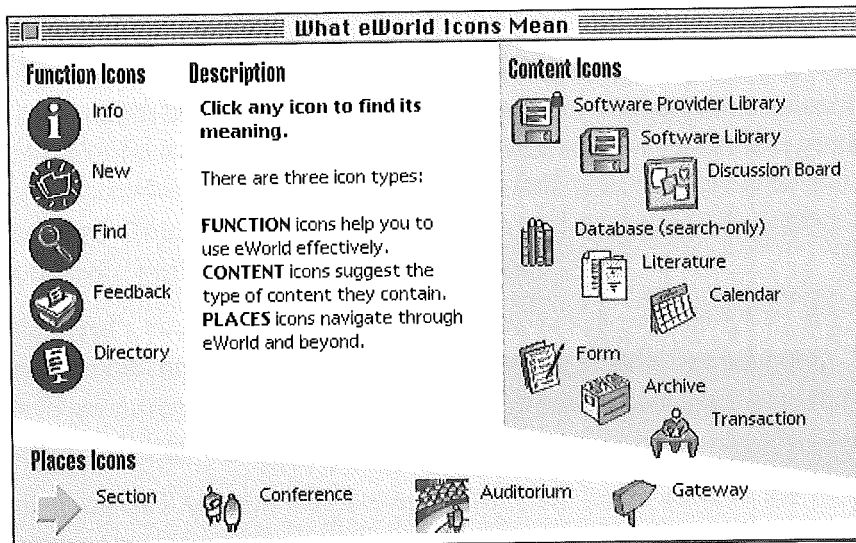 What eWorld Icons Mean
Function Icons
Info
New
Find
Feedback
Directory
Description
Click any icon to find its
meaning.
There are three icon types:
FUNCTION icons help you to
use eWorld effectively.
CONTENT icons suggest the
type of content they contain.
PLACES icons navigate through
eWorld and beyond.
Content Icons
Software Provider Library
Software Library
Discussion Board
Database (search-only)
Literature
Calendar
Form
Archive
Transaction
Places Icons
Section
Conference
Auditorium
Gateway